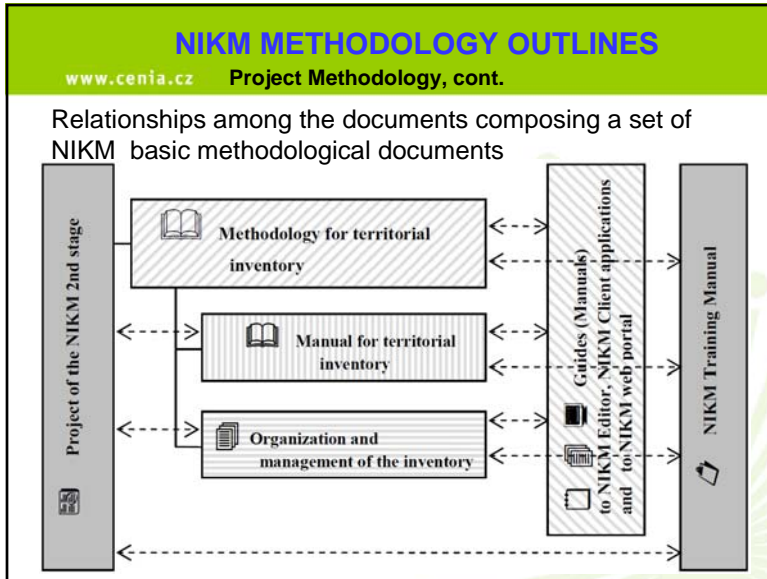 NIKM METHODOLOGY OUTLINES
www.cenia.cz Project Methodology, cont.
Relationships among the documents composing a set of
NIKM basic methodological documents
Project of the NIKM 2nd stage
Methodology for territorial
inventory
Manual for territorial
inventory
Organization and
management of the inventory
Guides (Manuals)
to NIKM Editor, NIKM Client applications
and to NIKM web portal
NIKM Training Manual